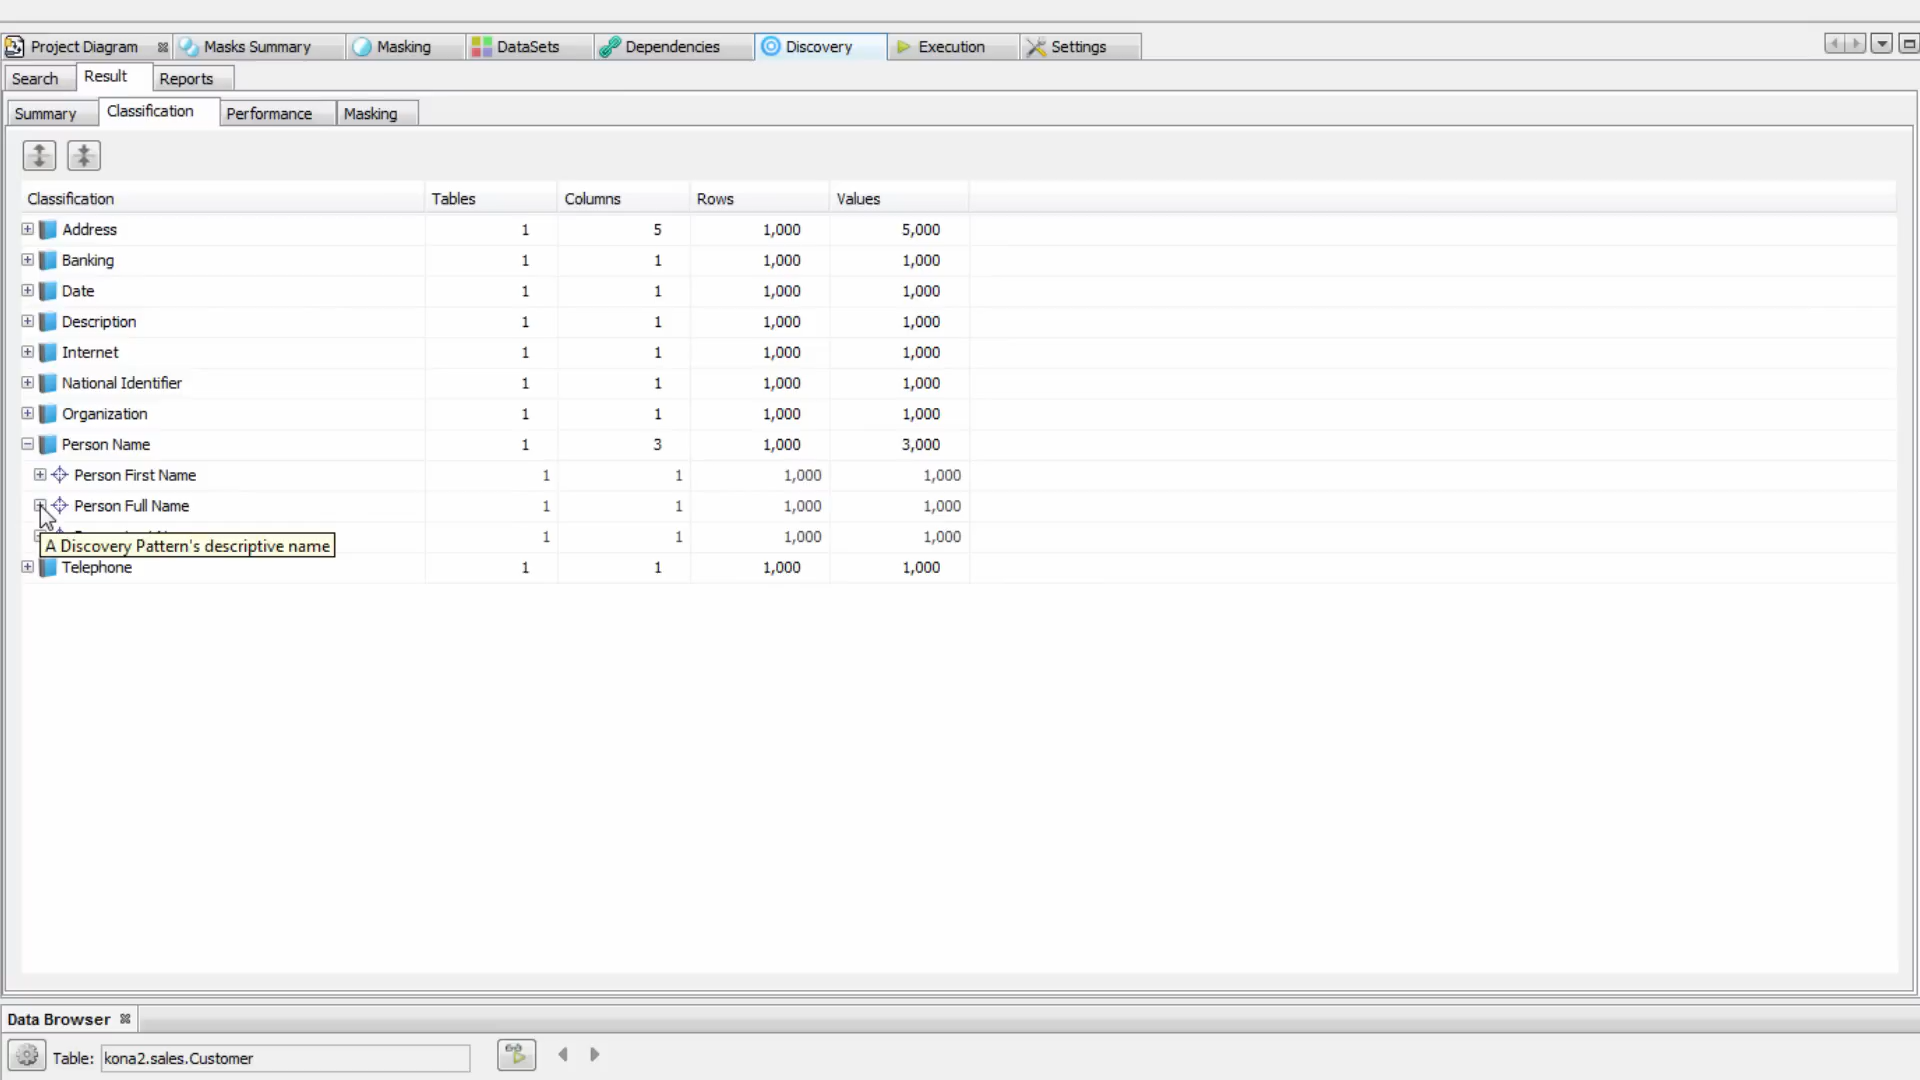 Project Diagram Masks Summary Masking DataSets Dependencies Discovery Execution Settings
Search Result Reports
Summary Classification Performance Masking
Classification Tables Columns Rows Values
Address 1 5 1,000 5,000
Banking 1 1 1,000 1,000
Date 1 1 1,000 1,000
Description 1 1 1,000 1,000
Internet 1 1 1,000 1,000
National Identifier 1 1 1,000 1,000
Organization 1 1 1,000 1,000
Person Name 1 3 1,000 3,000
Person First Name 1 1 1,000 1,000
Person Full Name 1 1 1,000 1,000
1 1 1,000 1,000
A Discovery Pattern's descriptive name
Telephone 1 1 1,000 1,000
Data Browser
Table: kona2.sales.Customer